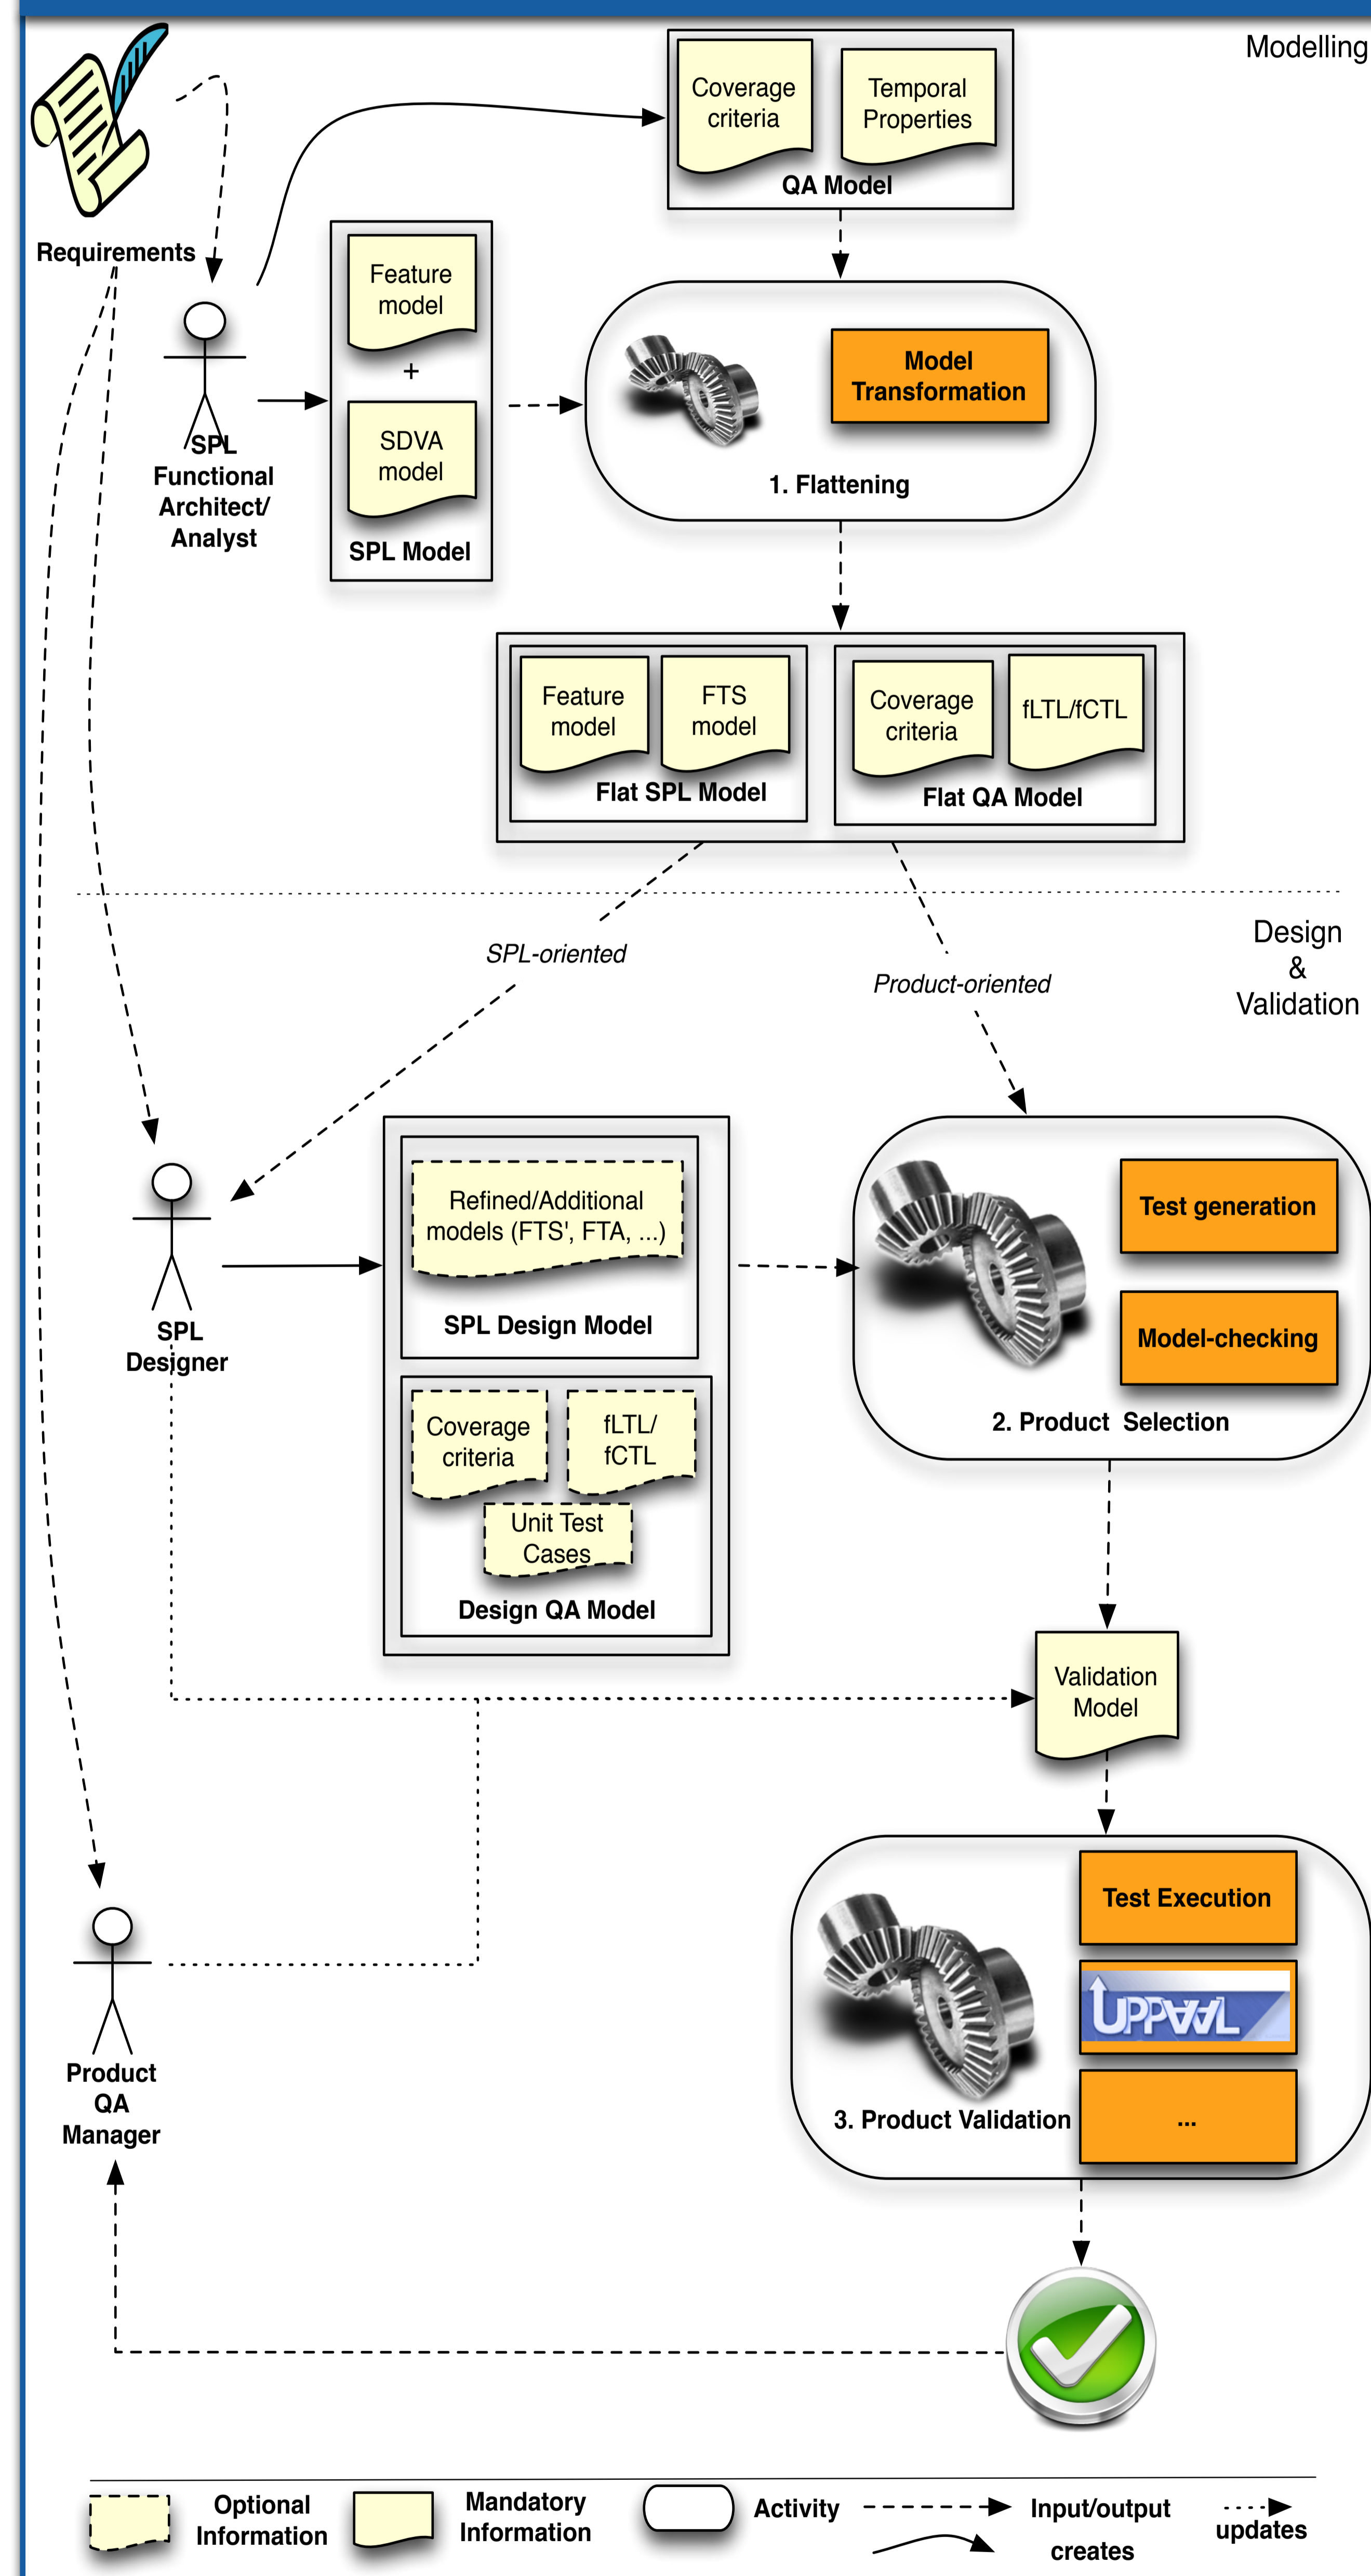 Modelling
Coverage
criteria
Temporal
Properties
QA Model
Requirements
Feature
model
+
SDVA
model
SPL Model
SPL
Functional
Architect/
Analyst
Model
Transformation
1. Flattening
Feature
model
FTS
model
Flat SPL Model
Coverage
criteria
fLTL/fCTL
Flat QA Model
SPL-oriented
Product-oriented
Design
&
Validation
SPL
Designer
Refined/Additional
models (FTS', FTA, ...)
SPL Design Model
Coverage
criteria
fLTL/
fCTL
Unit Test
Cases
Design QA Model
Test generation
Model-checking
2. Product Selection
Validation
Model
Test Execution
UPPAAL
...
3. Product Validation
Product
QA
Manager
Optional
Information
Mandatory
Information
Activity
Input/output
creates
updates